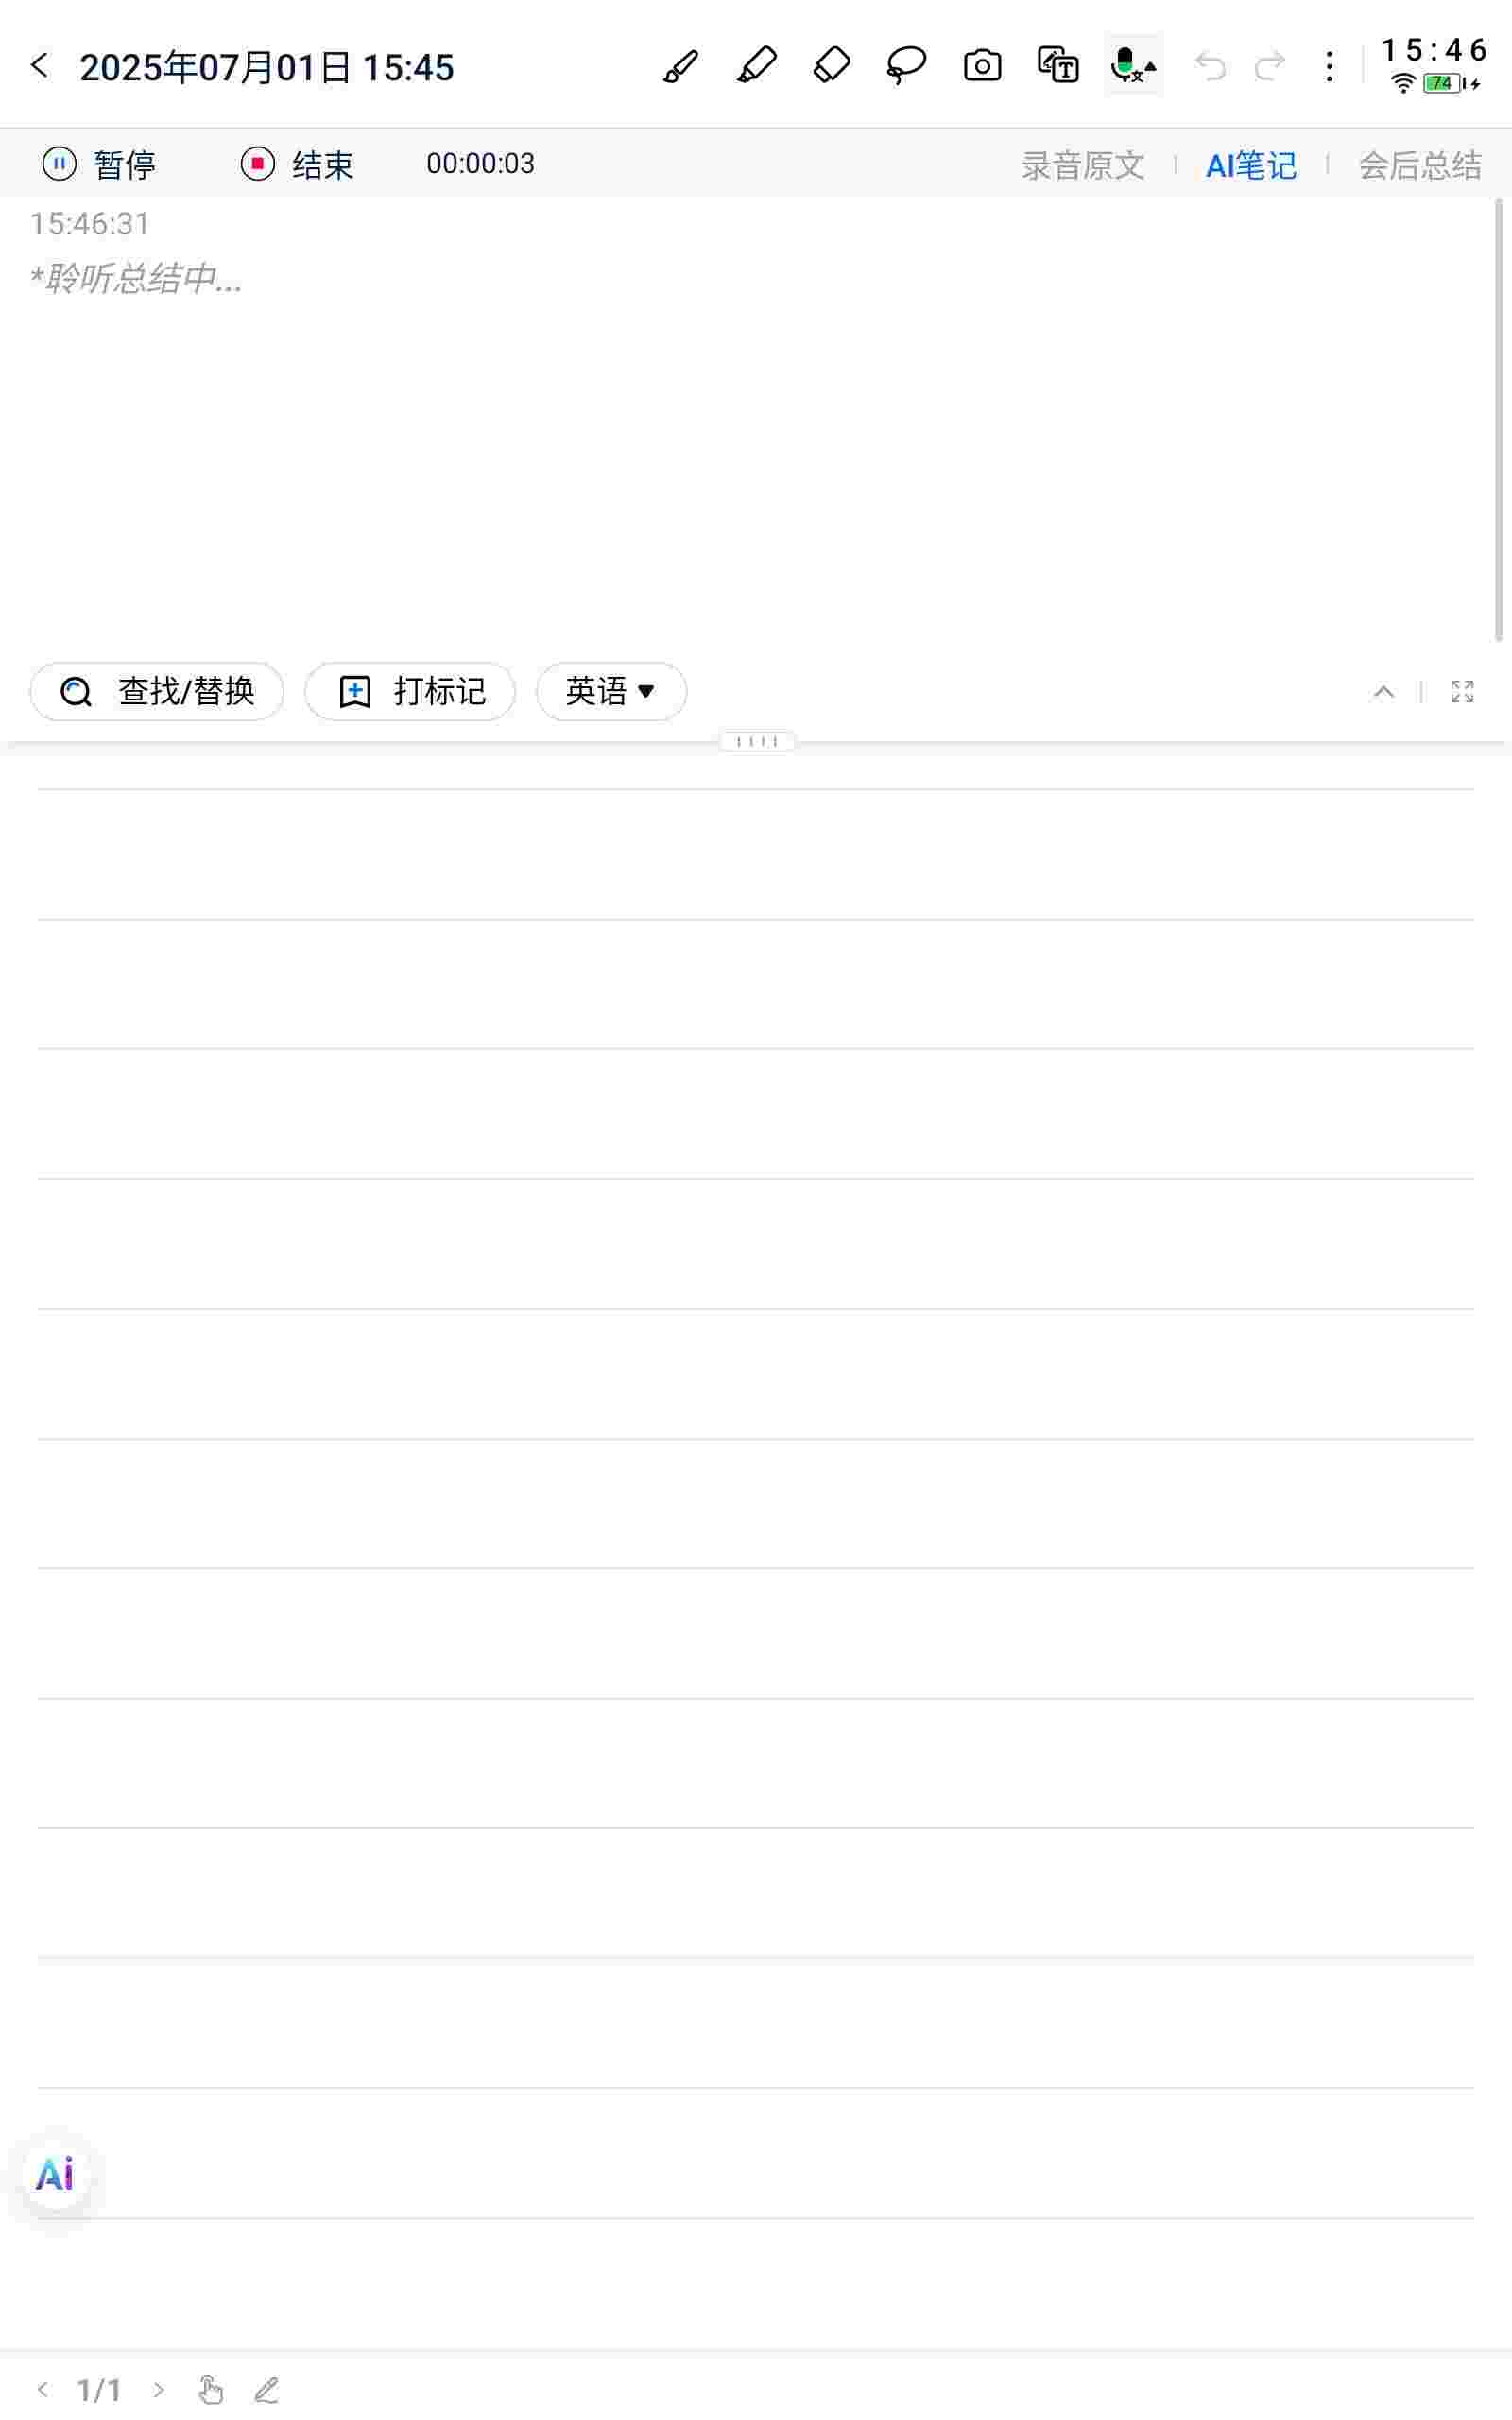 2025年07月01日 15:45
15:46
74
暂停 结束 00:00:03 录音原文 AI笔记 会后总结
15:46:31
*聆听总结中...
查找/替换 打标记 英语
Ai
1/1